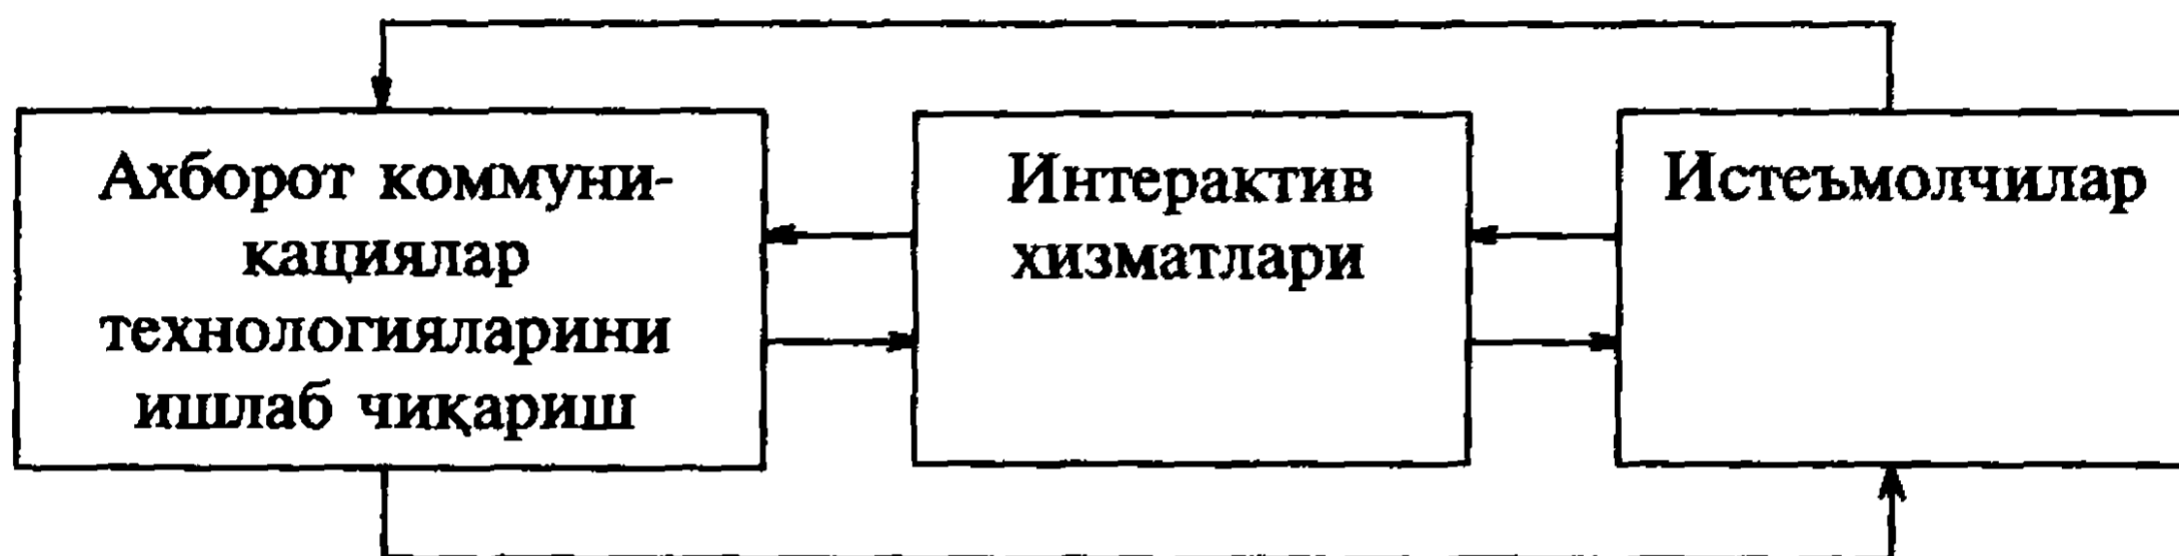 Ахборот коммуни-
кациялар
технологияларини
ишлаб чиқариш
Интерактив
хизматлари
Истеъмолчилар